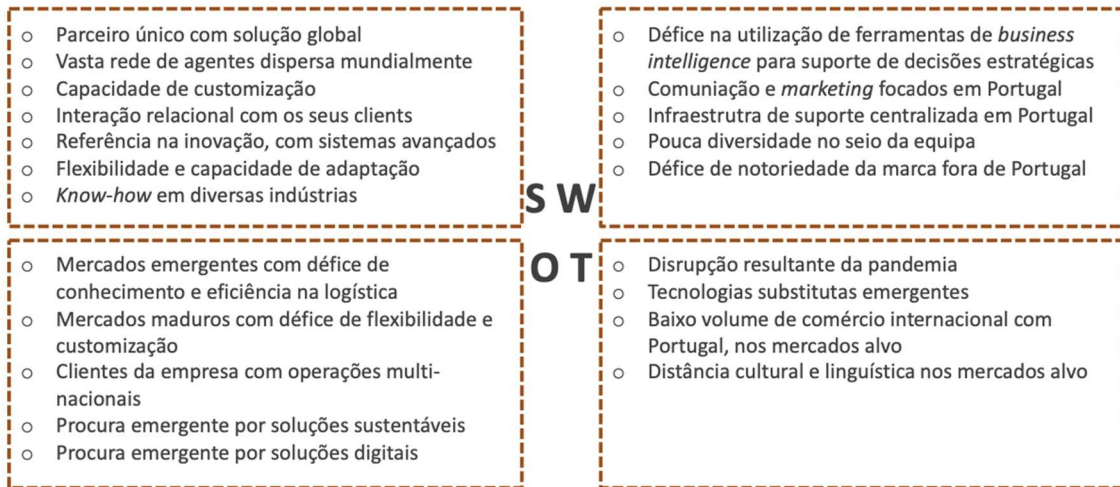 ○ Parceiro único com solução global
○ Vasta rede de agentes dispersa mundialmente
○ Capacidade de customização
○ Interação relacional com os seus clients
○ Referência na inovação, com sistemas avançados
○ Flexibilidade e capacidade de adaptação
○ Know-how em diversas indústrias
○ Défice na utilização de ferramentas de business
intelligence para suporte de decisões estratégicas
○ Comuniação e marketing focados em Portugal
○ Infraestrutra de suporte centralizada em Portugal
○ Pouca diversidade no seio da equipa
○ Défice de notoriedade da marca fora de Portugal
S W
O T
○ Mercados emergentes com défice de
conhecimento e eficiência na logística
○ Mercados maduros com défice de flexibilidade e
customização
○ Clientes da empresa com operações multi-
nacionais
○ Procura emergente por soluções sustentáveis
○ Procura emergente por soluções digitais
○ Disrupção resultante da pandemia
○ Tecnologias substitutas emergentes
○ Baixo volume de comércio internacional com
Portugal, nos mercados alvo
○ Distância cultural e linguística nos mercados alvo